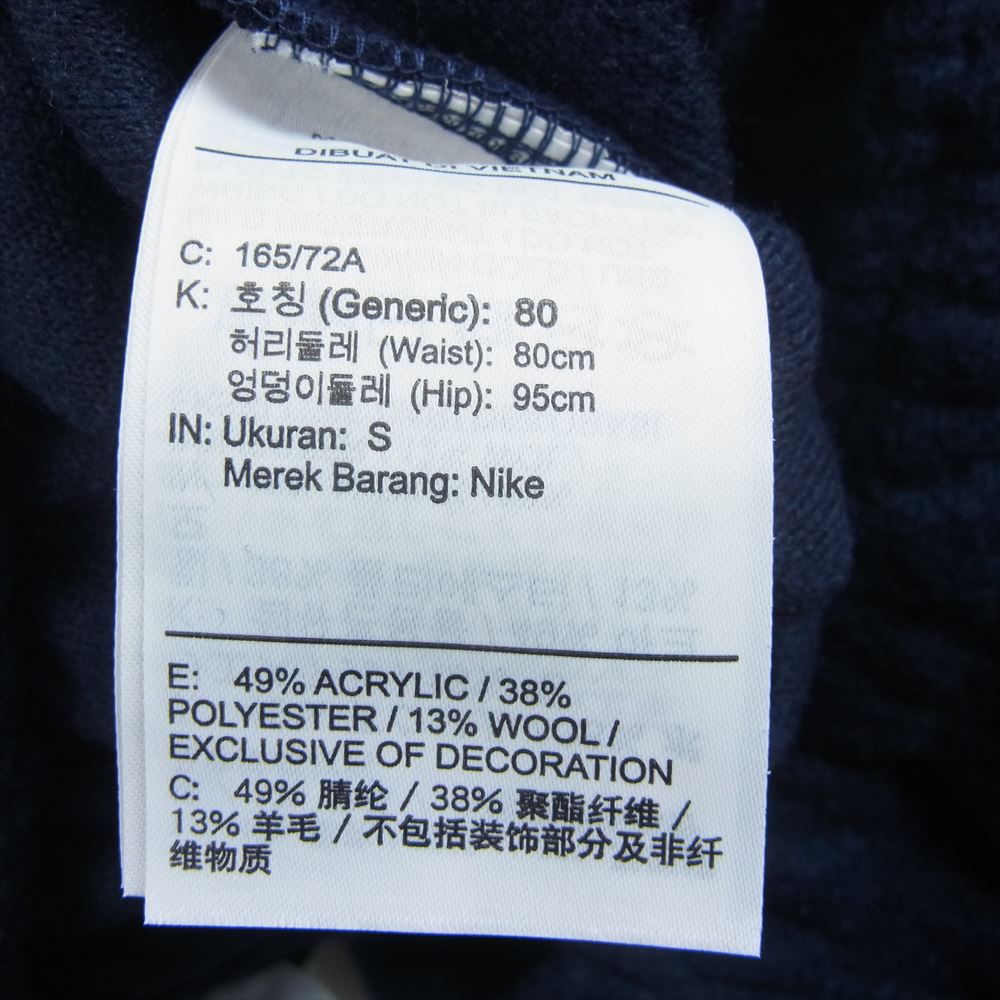 DIBUAT DI VIETNAM
C: 165/72A
K: 호칭 (Generic): 80
허리둘레 (Waist): 80cm
엉덩이둘레 (Hip): 95cm
IN: Ukuran: S
Merek Barang: Nike
E: 49% ACRYLIC / 38%
POLYESTER / 13% WOOL /
EXCLUSIVE OF DECORATION
C: 49% 腈纶 / 38% 聚酯纤维 /
13% 羊毛 / 不包括装饰部分及非纤
维物质